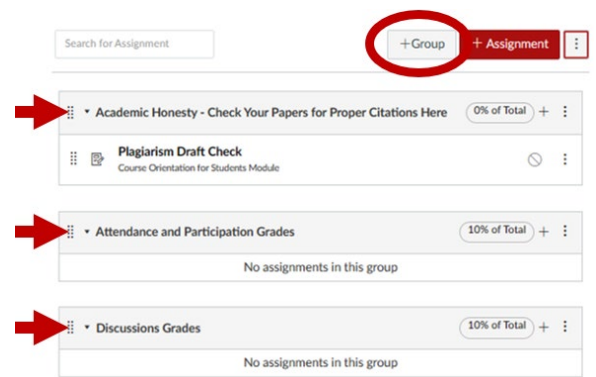 Search for Assignment
+Group
+ Assignment
Academic Honesty - Check Your Papers for Proper Citations Here
0% of Total
+
Plagiarism Draft Check
Course Orientation for Students Module
Attendance and Participation Grades
10% of Total
+
No assignments in this group
Discussions Grades
10% of Total
+
No assignments in this group